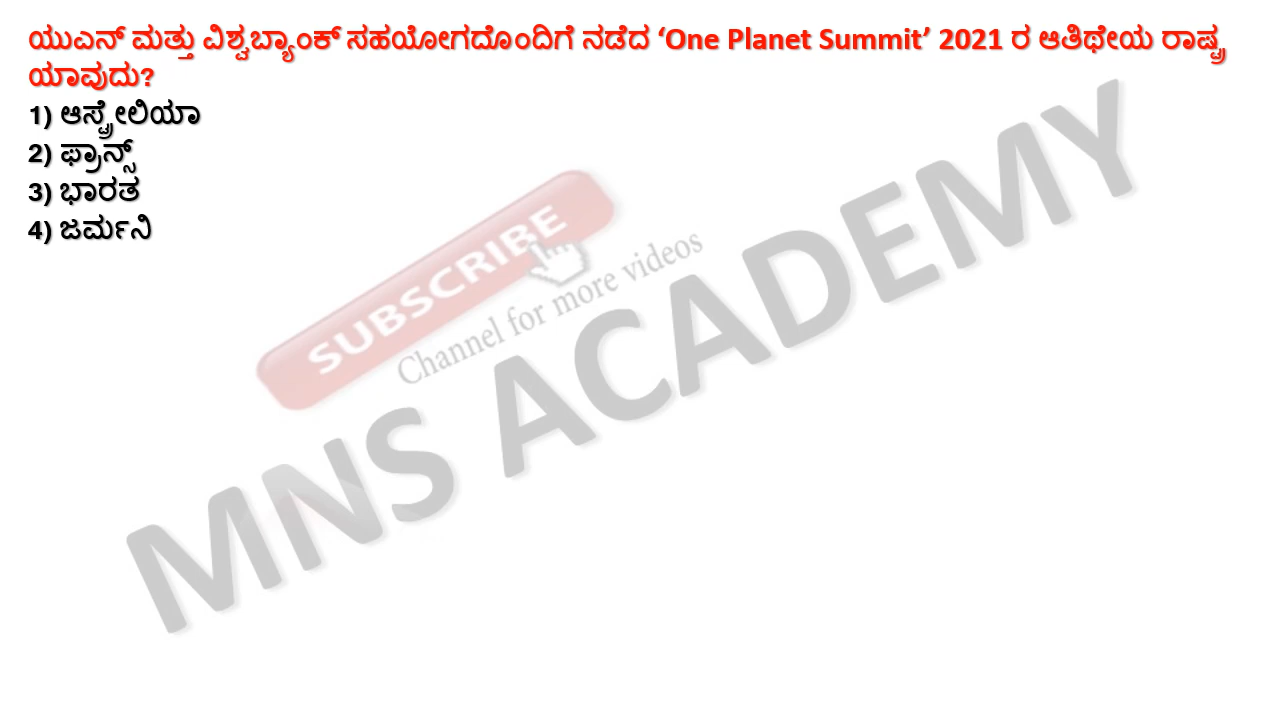 ಯುಎನ್ ಮತ್ತು ವಿಶ್ವಬ್ಯಾಂಕ್ ಸಹಯೋಗದೊಂದಿಗೆ ನಡೆದ ‘One Planet Summit’ 2021 ರ ಆತಿಥೇಯ ರಾಷ್ಟ್ರ
ಯಾವುದು?
1) ಆಸ್ಟ್ರೇಲಿಯಾ
2) ಫ್ರಾನ್ಸ್
3) ಭಾರತ
4) ಜರ್ಮನಿ
SUBSCRIBE
Channel for more videos
MNS ACADEMY